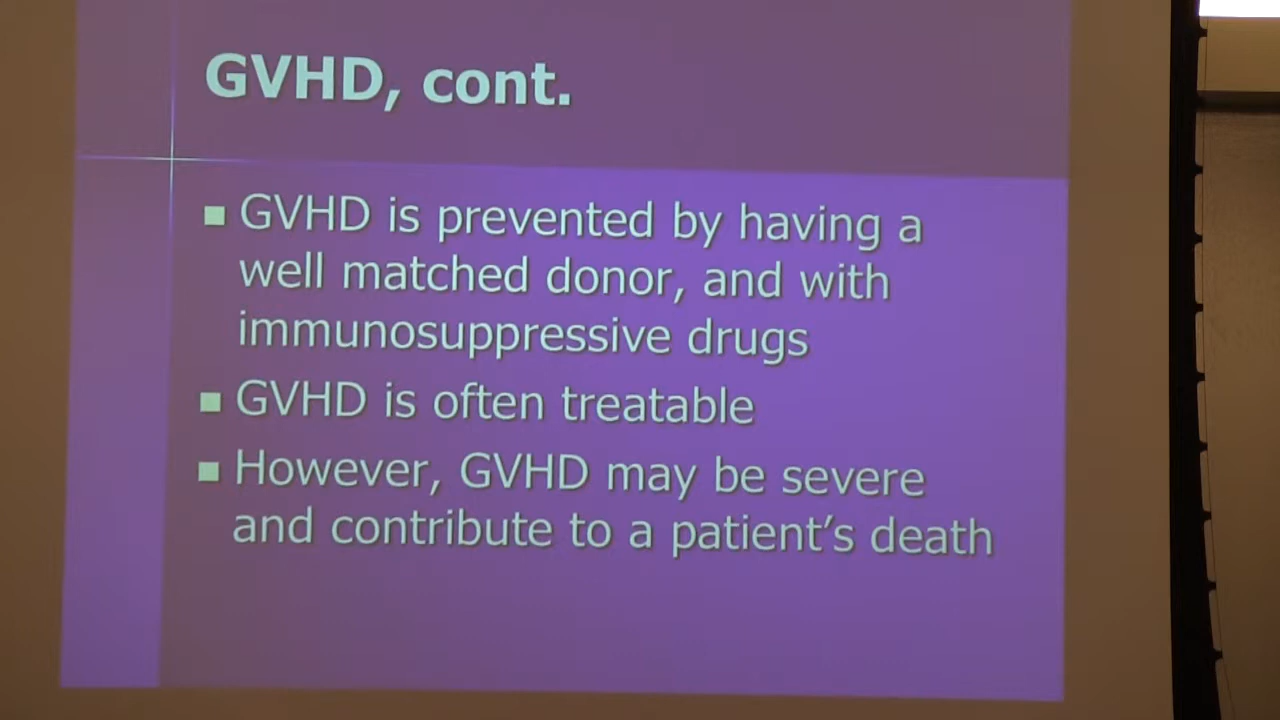 GVHD, cont.
GVHD is prevented by having a
well matched donor, and with
immunosuppressive drugs
GVHD is often treatable
However, GVHD may be severe
and contribute to a patient's death